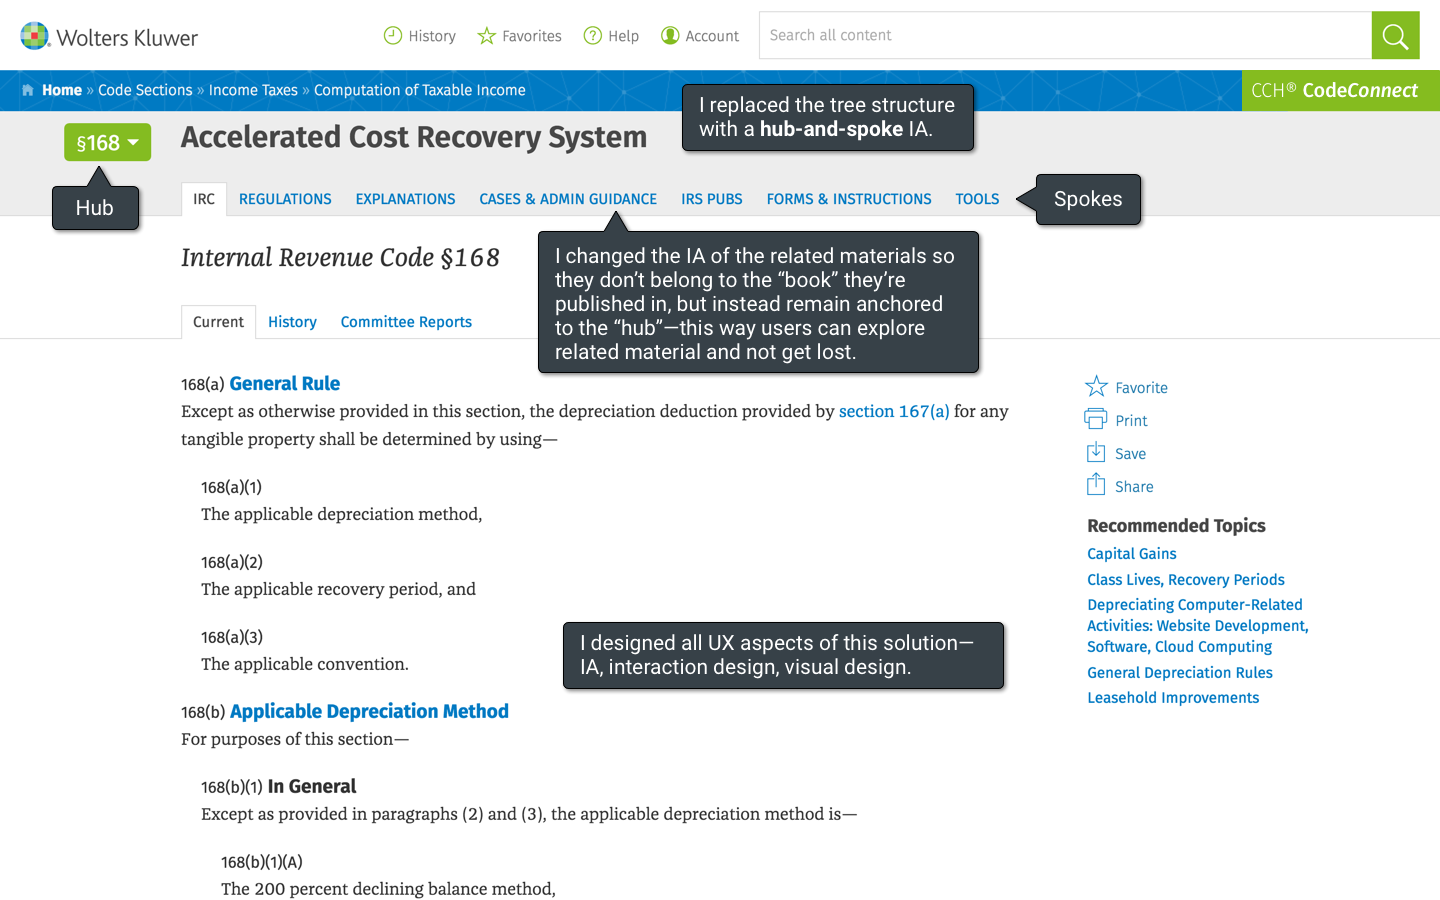 Wolters Kluwer
History Favorites Help Account
Search all content
Home » Code Sections » Income Taxes » Computation of Taxable Income
CCH® CodeConnect
I replaced the tree structure
with a hub-and-spoke IA.
§168
Accelerated Cost Recovery System
Hub
IRC REGULATIONS EXPLANATIONS CASES & ADMIN GUIDANCE IRS PUBS FORMS & INSTRUCTIONS TOOLS
Spokes
Internal Revenue Code §168
I changed the IA of the related materials so
they don’t belong to the “book” they’re
published in, but instead remain anchored
to the “hub”—this way users can explore
related material and not get lost.
Current History Committee Reports
168(a) General Rule
Except as otherwise provided in this section, the depreciation deduction provided by section 167(a) for any
tangible property shall be determined by using—
168(a)(1)
The applicable depreciation method,
168(a)(2)
The applicable recovery period, and
168(a)(3)
The applicable convention.
I designed all UX aspects of this solution—
IA, interaction design, visual design.
168(b) Applicable Depreciation Method
For purposes of this section—
168(b)(1) In General
Except as provided in paragraphs (2) and (3), the applicable depreciation method is—
168(b)(1)(A)
The 200 percent declining balance method,
Favorite
Print
Save
Share
Recommended Topics
Capital Gains
Class Lives, Recovery Periods
Depreciating Computer-Related
Activities: Website Development,
Software, Cloud Computing
General Depreciation Rules
Leasehold Improvements